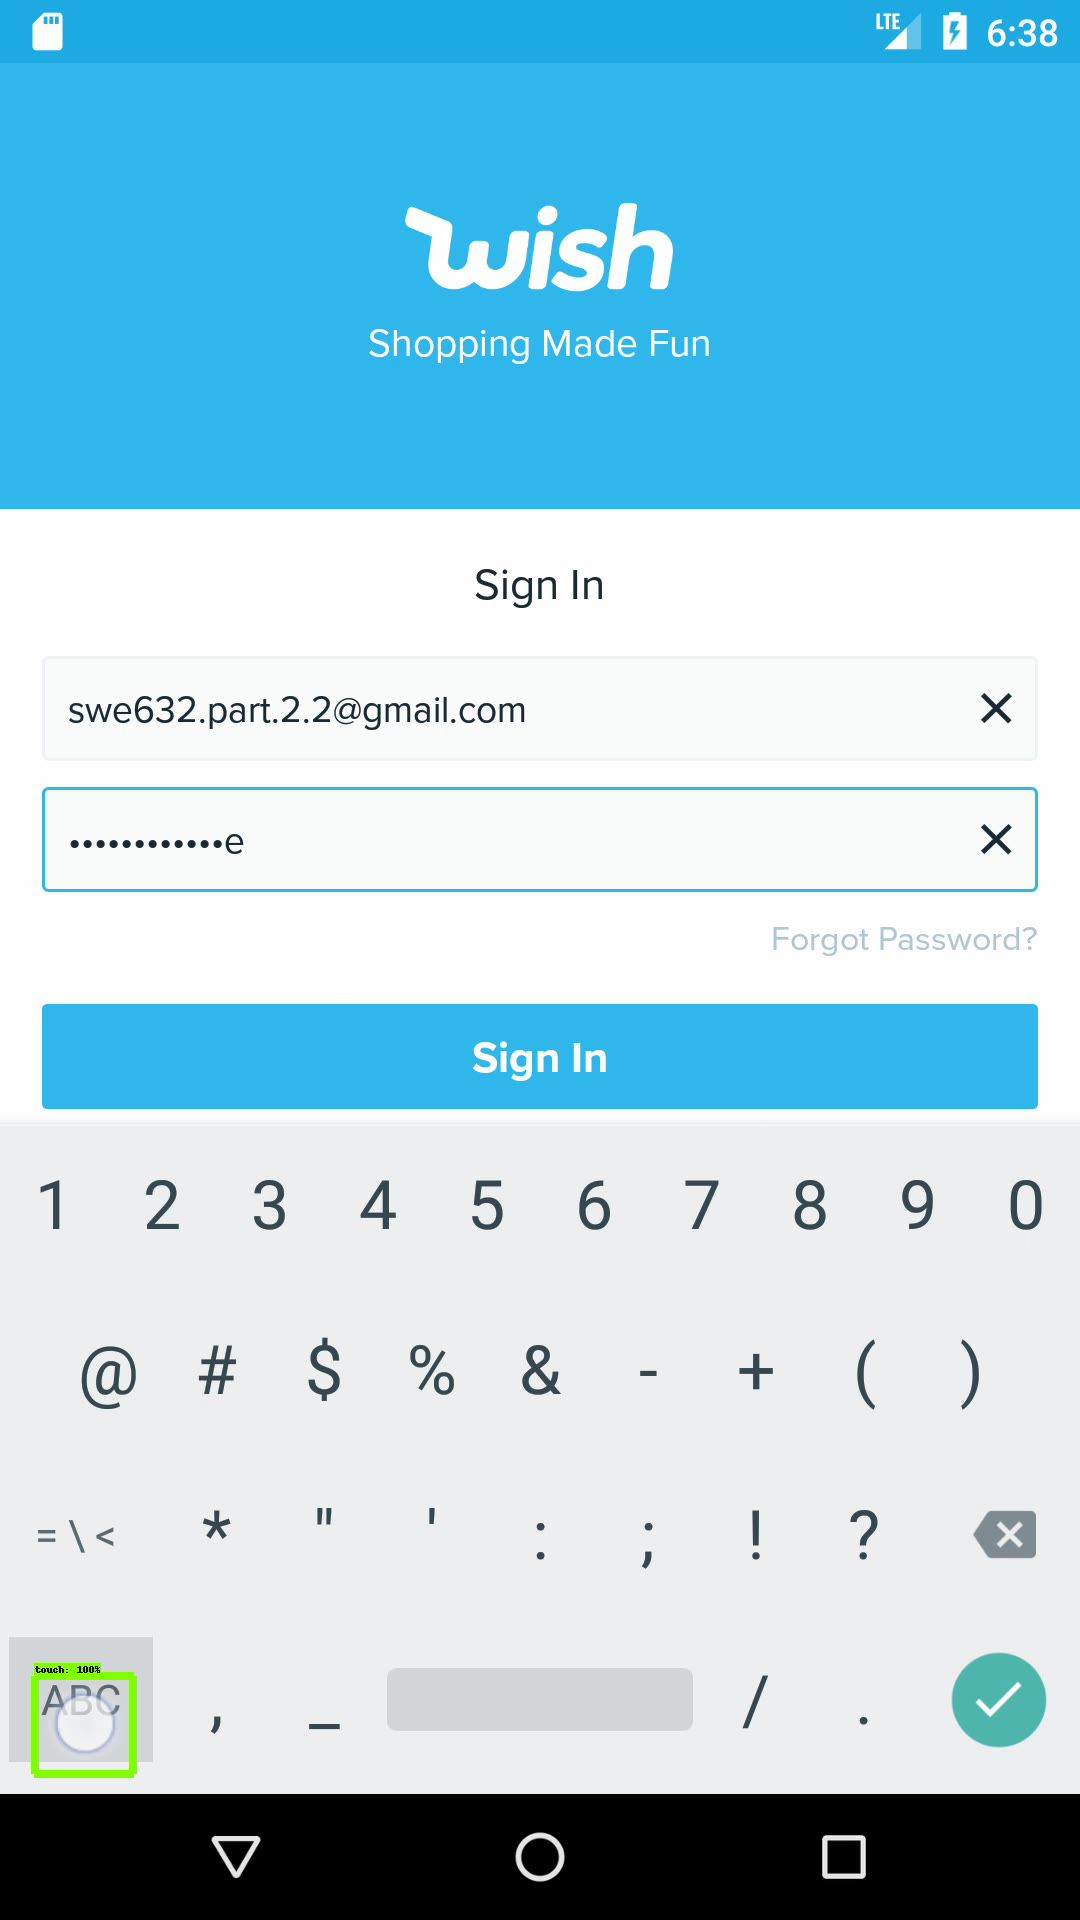 LTE 6:38
wish
Shopping Made Fun
Sign In
swe632.part.2.2@gmail.com
••••••••••••e
Forgot Password?
Sign In
1 2 3 4 5 6 7 8 9 0
@ # $ % & - + ( )
= \ < * " ' : ; ! ?
touch: 100%
ABC , _ / .